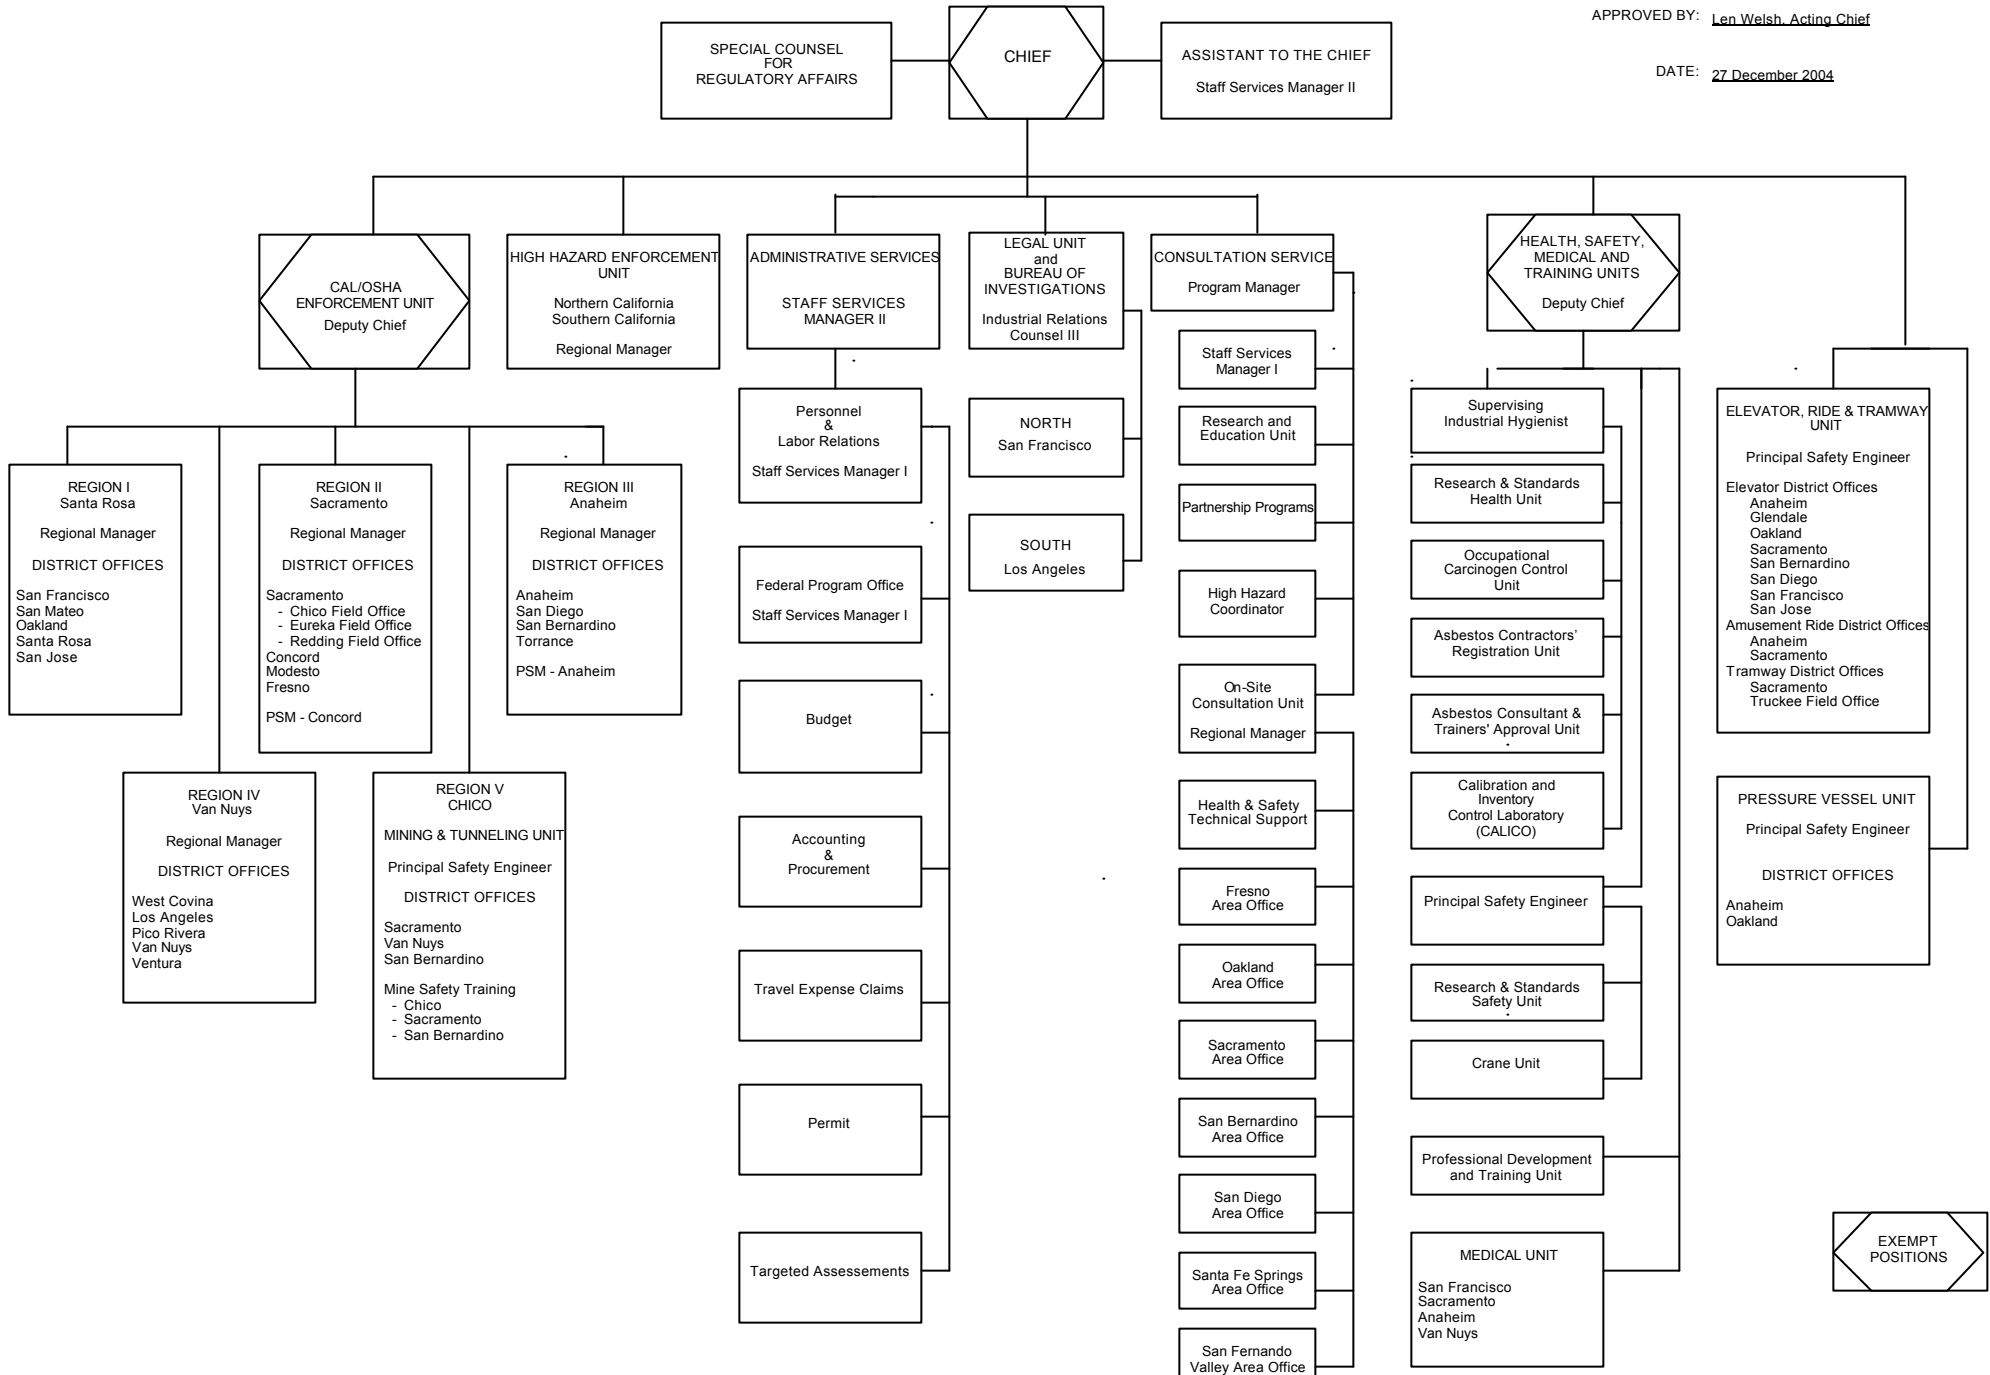 APPROVED BY: Len Welsh, Acting Chief
DATE: 27 December 2004
SPECIAL COUNSEL
FOR
REGULATORY AFFAIRS
CHIEF
ASSISTANT TO THE CHIEF
Staff Services Manager II
CAL/OSHA
ENFORCEMENT UNIT
Deputy Chief
HIGH HAZARD ENFORCEMENT
UNIT
Northern California
Southern California
Regional Manager
ADMINISTRATIVE SERVICES
STAFF SERVICES
MANAGER II
LEGAL UNIT
and
BUREAU OF
INVESTIGATIONS
Industrial Relations
Counsel III
CONSULTATION SERVICE
Program Manager
HEALTH, SAFETY,
MEDICAL AND
TRAINING UNITS
Deputy Chief
REGION I
Santa Rosa
Regional Manager
DISTRICT OFFICES
San Francisco
San Mateo
Oakland
Santa Rosa
San Jose
REGION II
Sacramento
Regional Manager
DISTRICT OFFICES
Sacramento
- Chico Field Office
- Eureka Field Office
- Redding Field Office
Concord
Modesto
Fresno
PSM - Concord
REGION III
Anaheim
Regional Manager
DISTRICT OFFICES
Anaheim
San Diego
San Bernardino
Torrance
PSM - Anaheim
REGION IV
Van Nuys
Regional Manager
DISTRICT OFFICES
West Covina
Los Angeles
Pico Rivera
Van Nuys
Ventura
REGION V
CHICO
MINING & TUNNELING UNIT
Principal Safety Engineer
DISTRICT OFFICES
Sacramento
Van Nuys
San Bernardino
Mine Safety Training
- Chico
- Sacramento
- San Bernardino
Personnel
&
Labor Relations
Staff Services Manager I
Federal Program Office
Staff Services Manager I
Budget
Accounting
&
Procurement
Travel Expense Claims
Permit
Targeted Assessements
NORTH
San Francisco
SOUTH
Los Angeles
Staff Services
Manager I
Research and
Education Unit
Partnership Programs
High Hazard
Coordinator
On-Site
Consultation Unit
Regional Manager
Health & Safety
Technical Support
Fresno
Area Office
Oakland
Area Office
Sacramento
Area Office
San Bernardino
Area Office
San Diego
Area Office
Santa Fe Springs
Area Office
San Fernando
Valley Area Office
Supervising
Industrial Hygienist
Research & Standards
Health Unit
Occupational
Carcinogen Control
Unit
Asbestos Contractors’
Registration Unit
Asbestos Consultant &
Trainers' Approval Unit
Calibration and
Inventory
Control Laboratory
(CALICO)
Principal Safety Engineer
Research & Standards
Safety Unit
Crane Unit
Professional Development
and Training Unit
MEDICAL UNIT
San Francisco
Sacramento
Anaheim
Van Nuys
ELEVATOR, RIDE & TRAMWAY
UNIT
Principal Safety Engineer
Elevator District Offices
Anaheim
Glendale
Oakland
Sacramento
San Bernardino
San Diego
San Francisco
San Jose
Amusement Ride District Offices
Anaheim
Sacramento
Tramway District Offices
Sacramento
Truckee Field Office
PRESSURE VESSEL UNIT
Principal Safety Engineer
DISTRICT OFFICES
Anaheim
Oakland
EXEMPT
POSITIONS